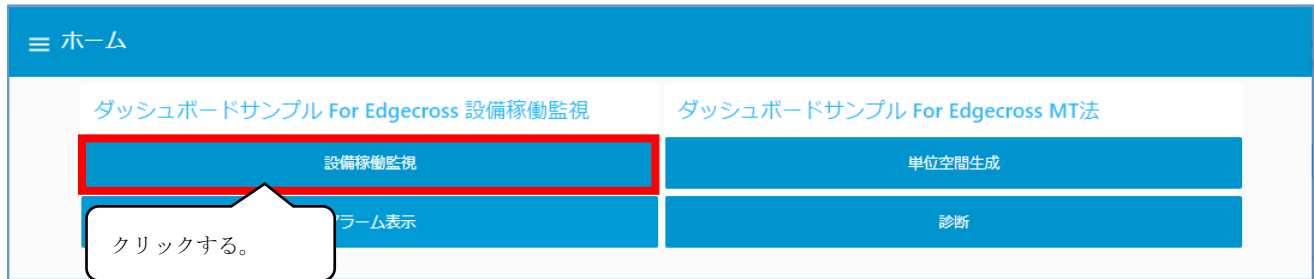 ホーム
ダッシュボードサンプル For Edgecross 設備稼働監視
ダッシュボードサンプル For Edgecross MT法
設備稼働監視
単位空間生成
アラーム表示
診断
クリックする。